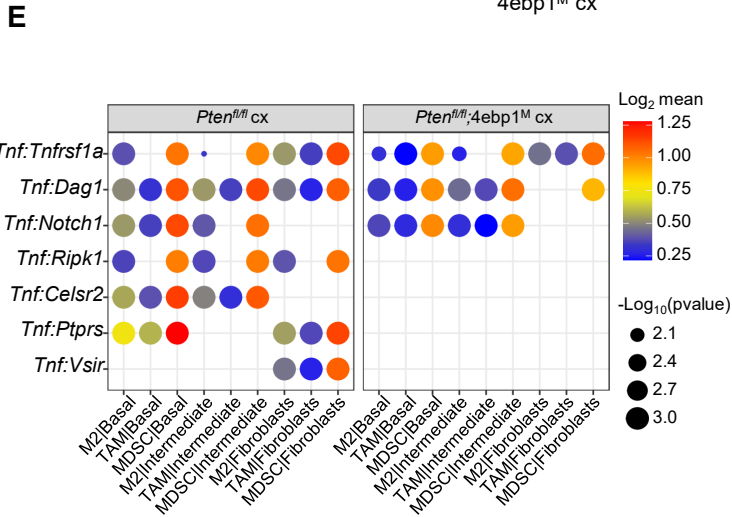 4ebp1ᴹ cx
E
Ptenᶠˡ/ᶠˡ cx
Ptenᶠˡ/ᶠˡ;4ebp1ᴹ cx
Tnf:Tnfrsf1a
Tnf:Dag1
Tnf:Notch1
Tnf:Ripk1
Tnf:Celsr2
Tnf:Ptprs
Tnf:Vsir
M2|Basal
TAM|Basal
MDSC|Basal
M2|Intermediate
TAM|Intermediate
MDSC|Intermediate
M2|Fibroblasts
TAM|Fibroblasts
MDSC|Fibroblasts
M2|Basal
TAM|Basal
MDSC|Basal
M2|Intermediate
TAM|Intermediate
MDSC|Intermediate
M2|Fibroblasts
TAM|Fibroblasts
MDSC|Fibroblasts
Log₂ mean
1.25
1.00
0.75
0.50
0.25
-Log₁₀(pvalue)
2.1
2.4
2.7
3.0